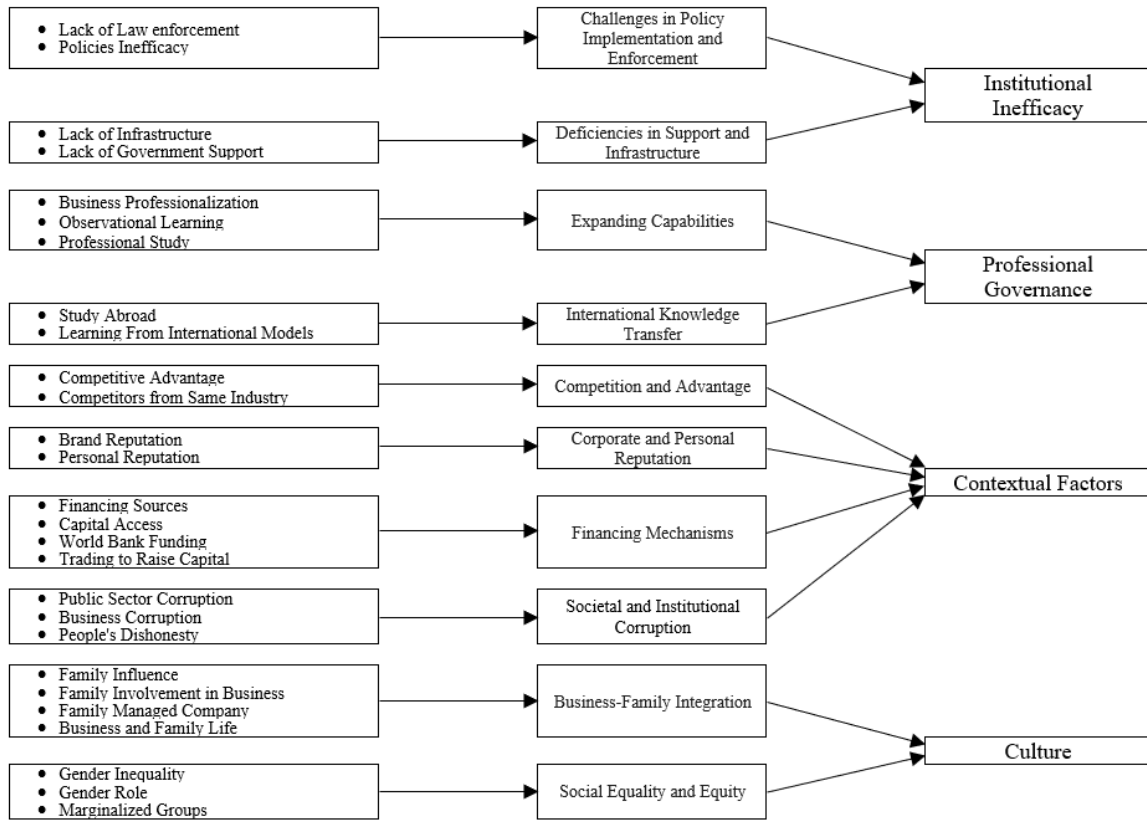 • Lack of Law enforcement
• Policies Inefficacy
Challenges in Policy
Implementation and
Enforcement
Institutional
Inefficacy
• Lack of Infrastructure
• Lack of Government Support
Deficiencies in Support and
Infrastructure
• Business Professionalization
• Observational Learning
• Professional Study
Expanding Capabilities
Professional
Governance
• Study Abroad
• Learning From International Models
International Knowledge
Transfer
• Competitive Advantage
• Competitors from Same Industry
Competition and Advantage
• Brand Reputation
• Personal Reputation
Corporate and Personal
Reputation
Contextual Factors
• Financing Sources
• Capital Access
• World Bank Funding
• Trading to Raise Capital
Financing Mechanisms
• Public Sector Corruption
• Business Corruption
• People's Dishonesty
Societal and Institutional
Corruption
• Family Influence
• Family Involvement in Business
• Family Managed Company
• Business and Family Life
Business-Family Integration
Culture
• Gender Inequality
• Gender Role
• Marginalized Groups
Social Equality and Equity